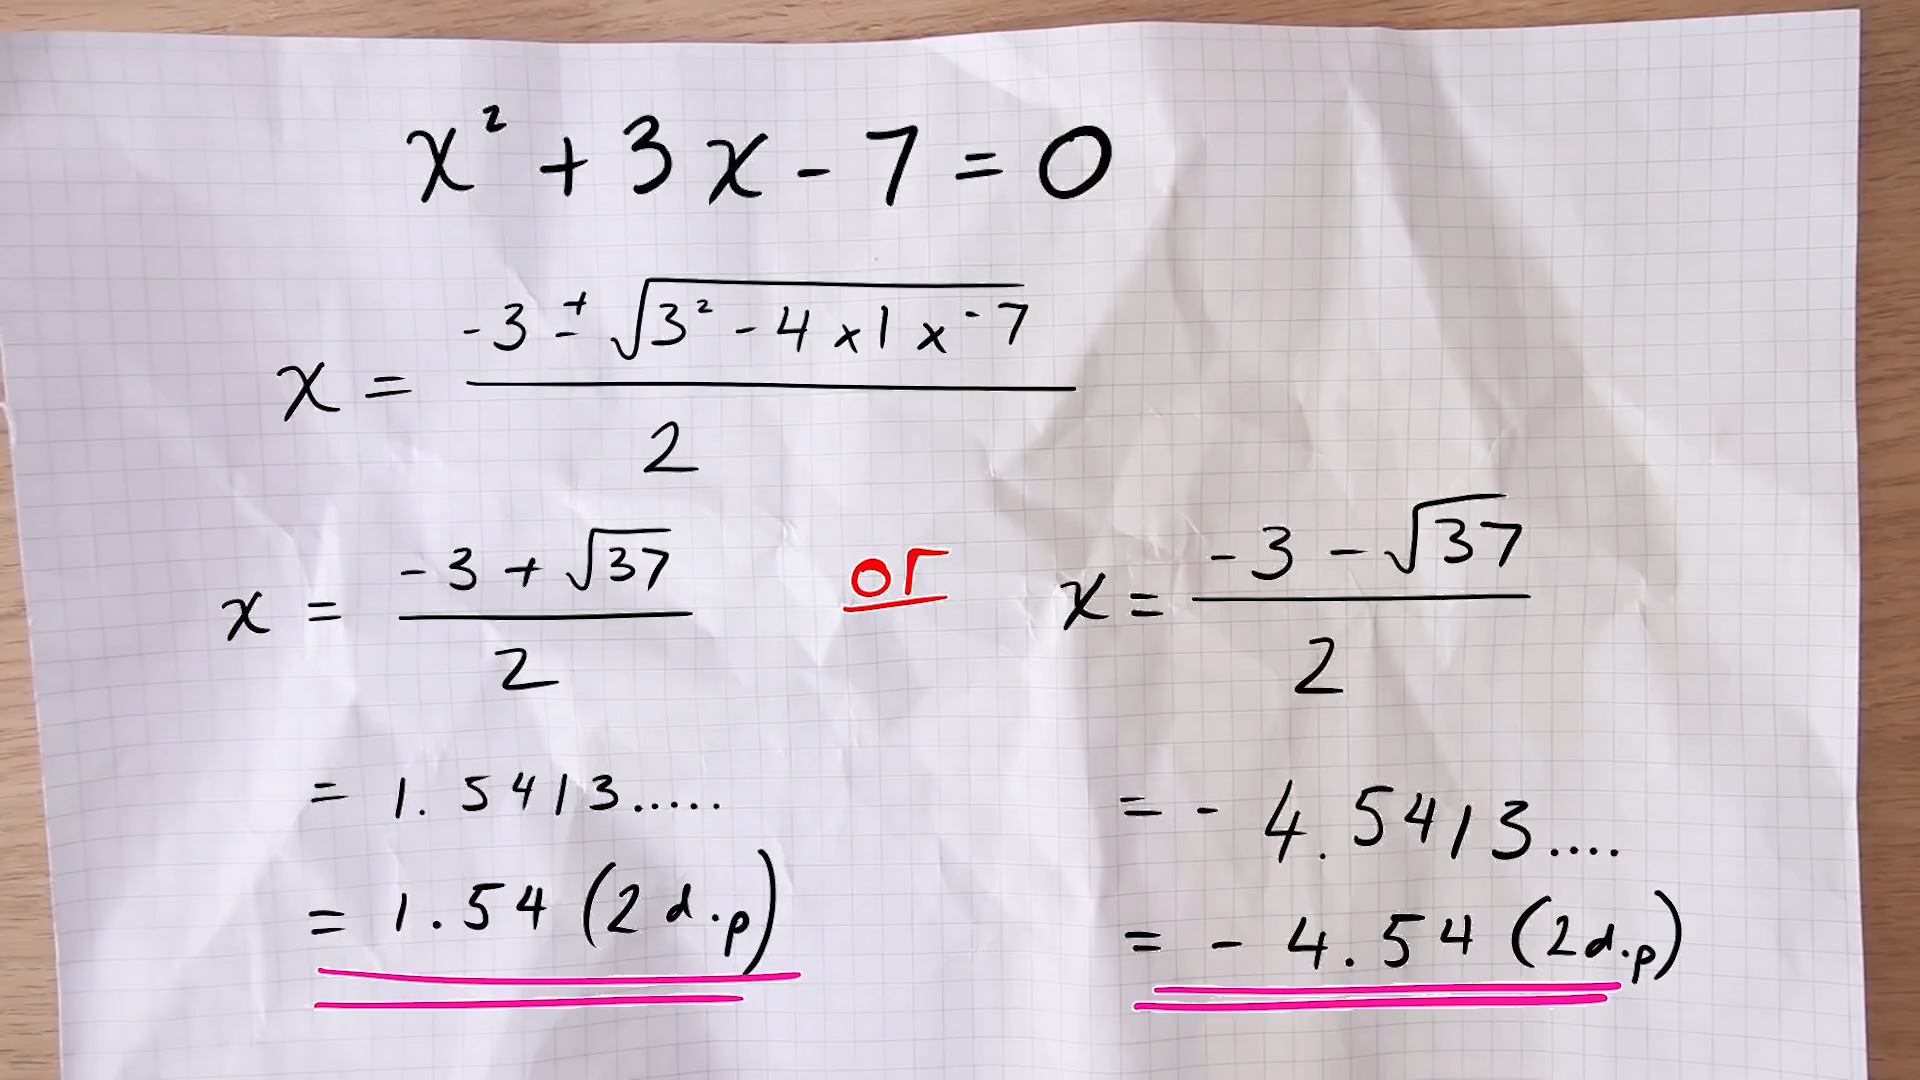 x² + 3x - 7 = 0
x = (-3 ± √(3² - 4 x 1 x -7)) / 2
x = (-3 + √37) / 2 or x = (-3 - √37) / 2
= 1.5413..... = -4.5413....
= 1.54 (2 d.p) = -4.54 (2d.p)